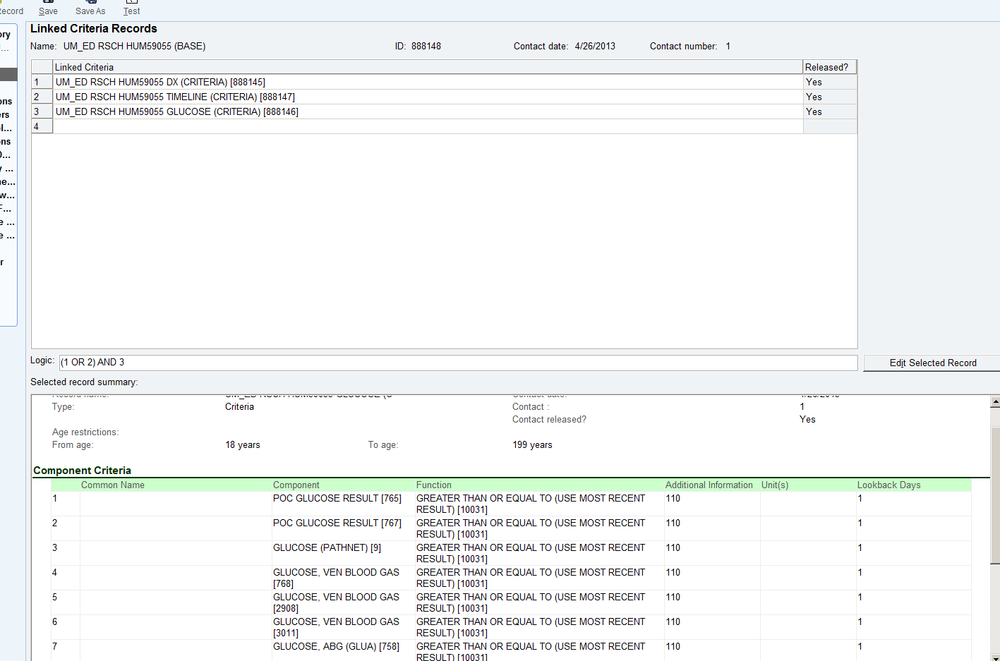 Record Save Save As Test
Linked Criteria Records
Name: UM_ED RSCH HUM59055 (BASE) ID: 888148 Contact date: 4/26/2013 Contact number: 1
Linked Criteria Released?
1 UM_ED RSCH HUM59055 DX (CRITERIA) [888145] Yes
2 UM_ED RSCH HUM59055 TIMELINE (CRITERIA) [888147] Yes
3 UM_ED RSCH HUM59055 GLUCOSE (CRITERIA) [888146] Yes
4
Logic: (1 OR 2) AND 3
Edit Selected Record
Selected record summary:
Type: Criteria Contact : 1
Contact released? Yes
Age restrictions:
From age: 18 years To age: 199 years
Component Criteria
Common Name Component Function Additional Information Unit(s) Lookback Days
1 POC GLUCOSE RESULT [765] GREATER THAN OR EQUAL TO (USE MOST RECENT 110 1
RESULT) [10031]
2 POC GLUCOSE RESULT [767] GREATER THAN OR EQUAL TO (USE MOST RECENT 110 1
RESULT) [10031]
3 GLUCOSE (PATHNET) [9] GREATER THAN OR EQUAL TO (USE MOST RECENT 110 1
RESULT) [10031]
4 GLUCOSE, VEN BLOOD GAS GREATER THAN OR EQUAL TO (USE MOST RECENT 110 1
[768] RESULT) [10031]
5 GLUCOSE, VEN BLOOD GAS GREATER THAN OR EQUAL TO (USE MOST RECENT 110 1
[2908] RESULT) [10031]
6 GLUCOSE, VEN BLOOD GAS GREATER THAN OR EQUAL TO (USE MOST RECENT 110 1
[3011] RESULT) [10031]
7 GLUCOSE, ABG (GLUA) [758] GREATER THAN OR EQUAL TO (USE MOST RECENT 110 1
RESULT) [10031]